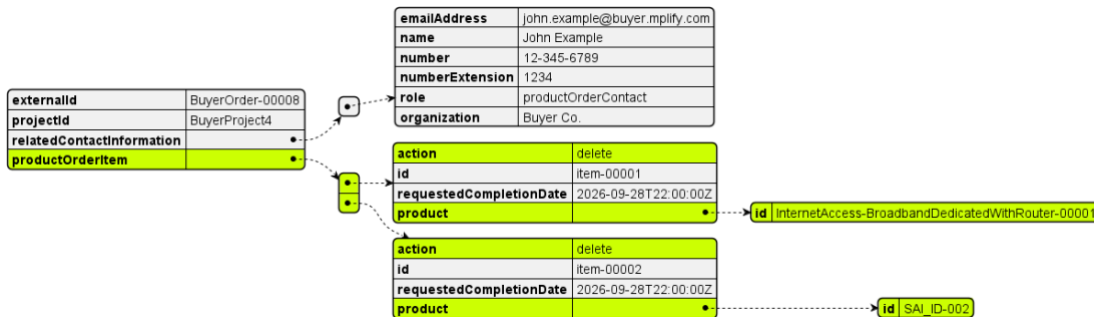 emailAddress john.example@buyer.mplify.com
name John Example
number 12-345-6789
numberExtension 1234
role productOrderContact
organization Buyer Co.
externalId BuyerOrder-00008
projectId BuyerProject4
relatedContactInformation
productOrderItem
action delete
id item-00001
requestedCompletionDate 2026-09-28T22:00:00Z
product
id InternetAccess-BroadbandDedicatedWithRouter-00001
action delete
id item-00002
requestedCompletionDate 2026-09-28T22:00:00Z
product
id SAI_ID-002